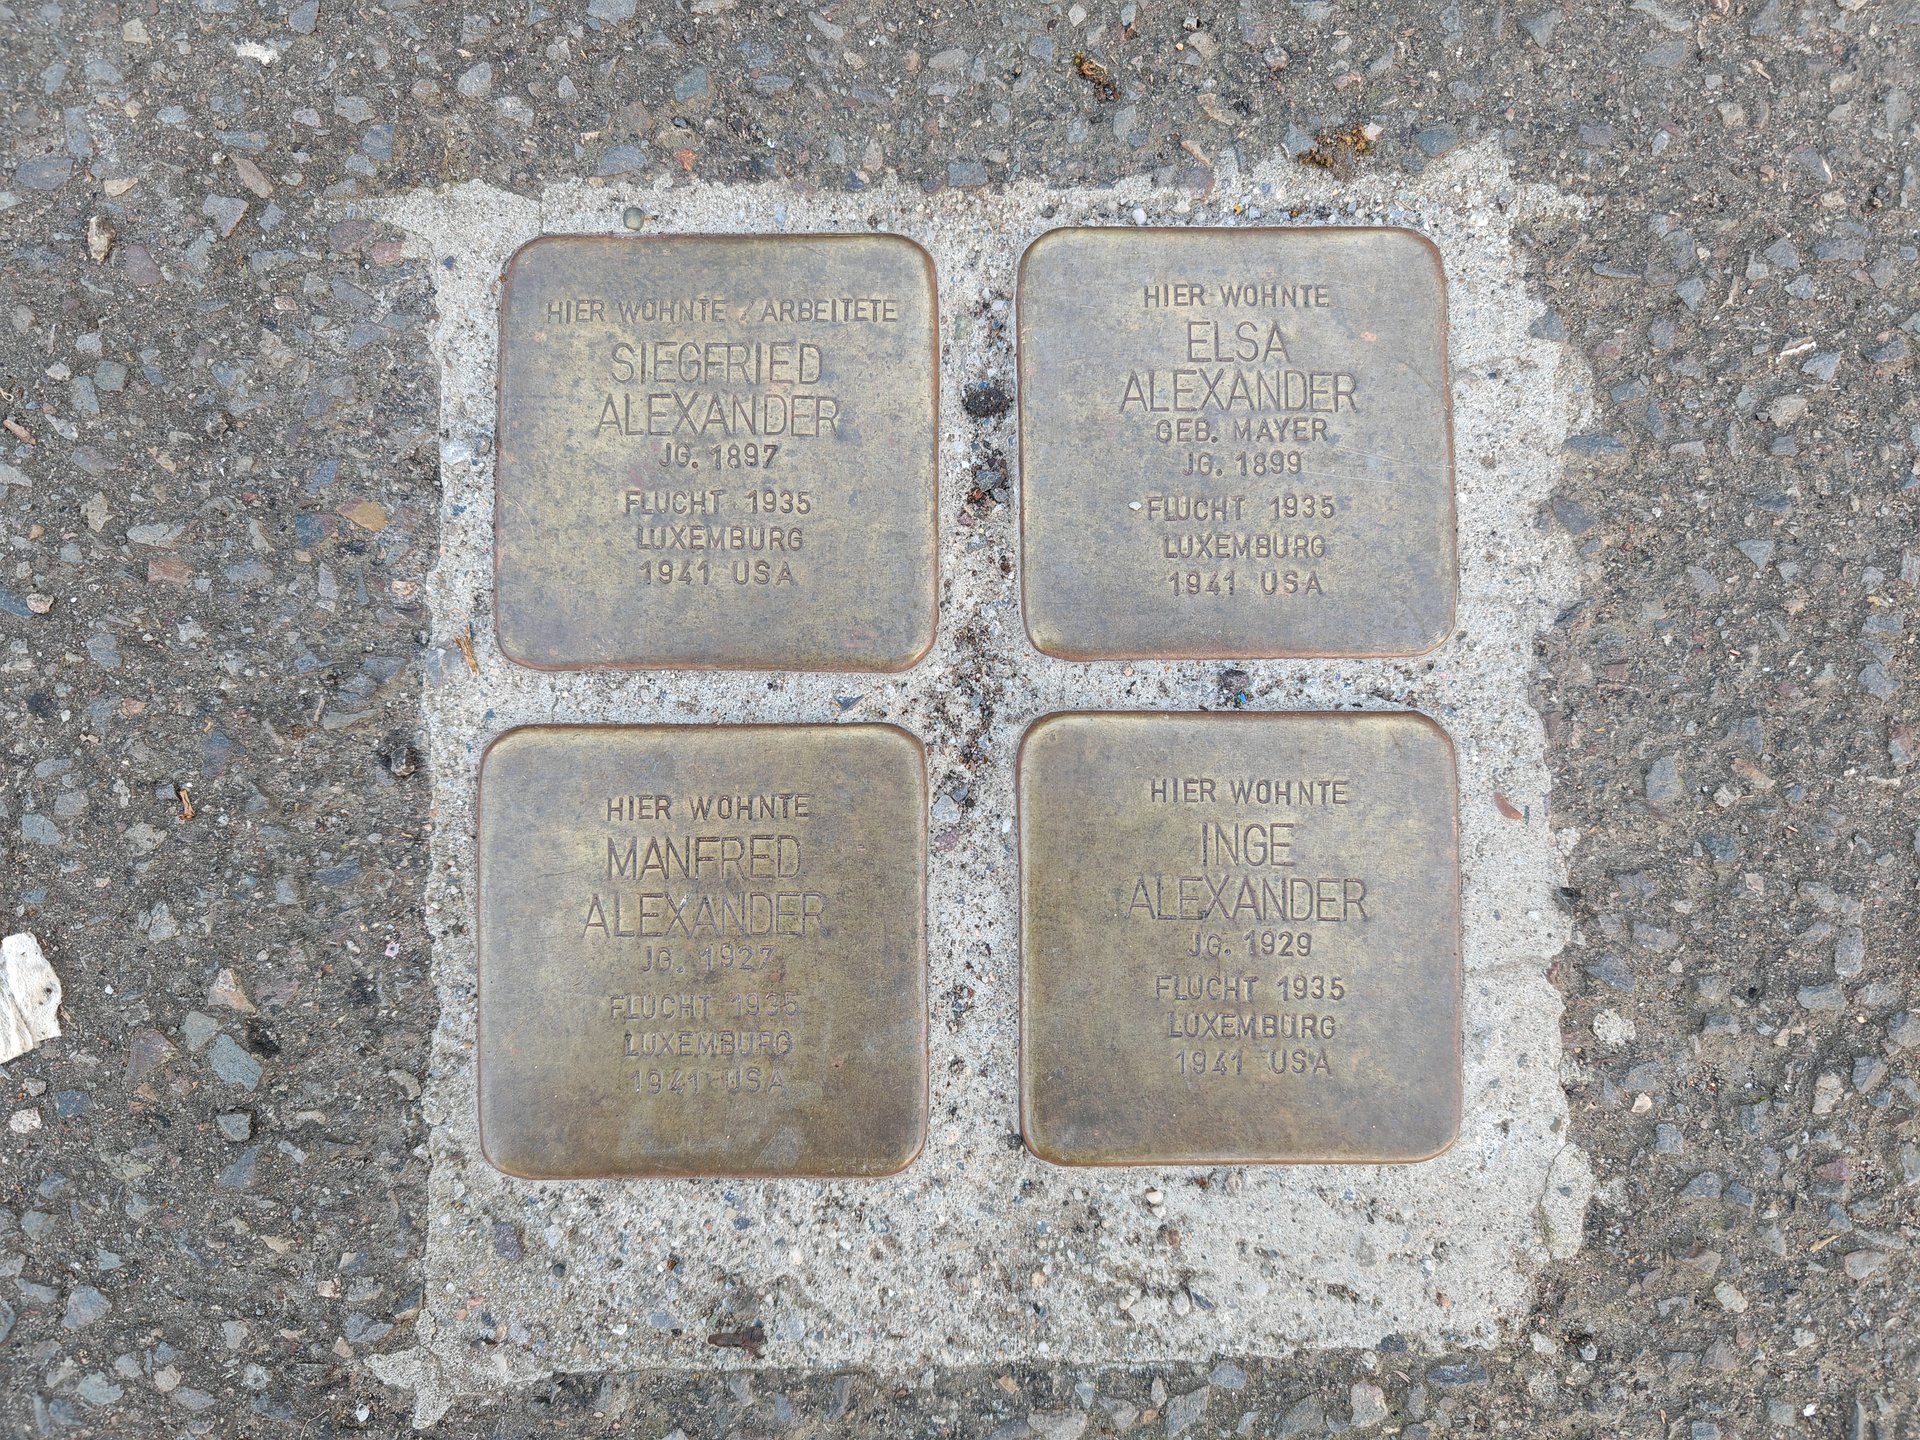 HIER WOHNTE / ARBEITETE
SIEGFRIED
ALEXANDER
JG. 1897
FLUCHT 1935
LUXEMBURG
1941 USA
HIER WOHNTE
ELSA
ALEXANDER
GEB. MAYER
JG. 1899
FLUCHT 1935
LUXEMBURG
1941 USA
HIER WOHNTE
MANFRED
ALEXANDER
JG. 1927
FLUCHT 1935
LUXEMBURG
1941 USA
HIER WOHNTE
INGE
ALEXANDER
JG. 1929
FLUCHT 1935
LUXEMBURG
1941 USA